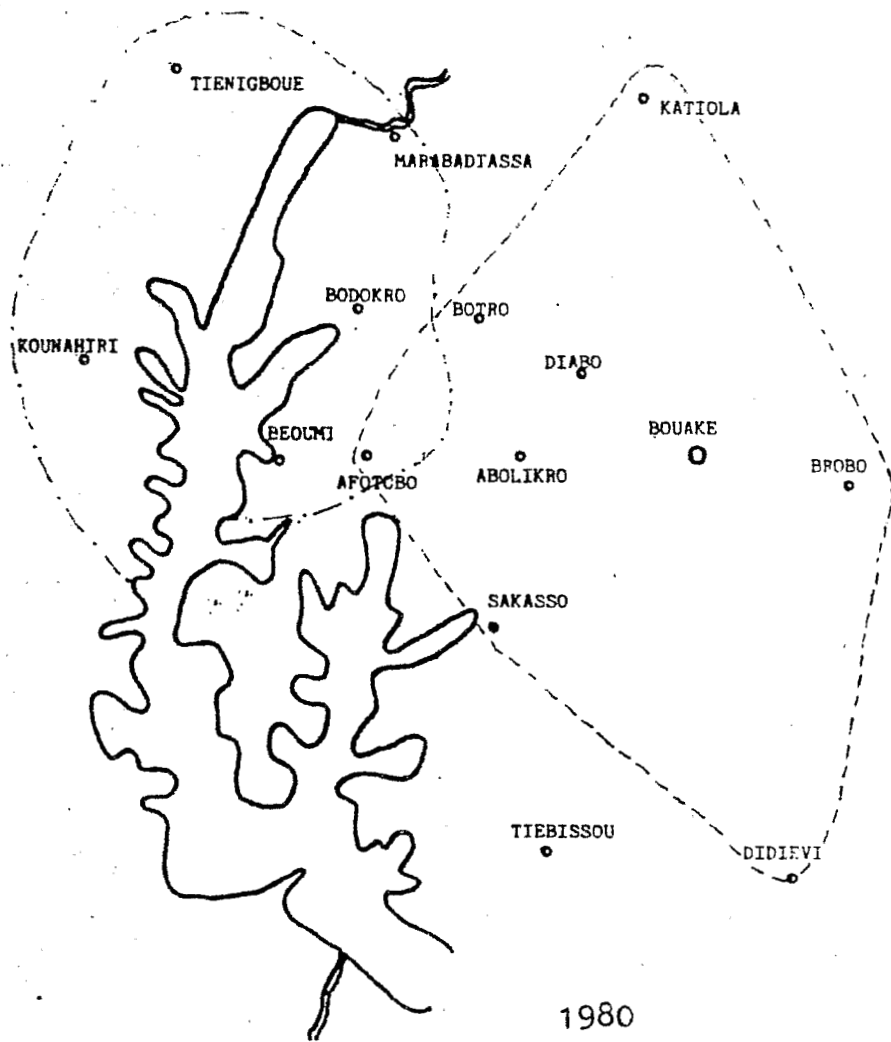 TIENIGBOUE
KATIOLA
MARABADIASSA
BODOKRO
BOTRO
KOUNAHIRI
DIABO
BEOUMI
BOUAKE
AFOTOBO
ABOLIKRO
BROBO
SAKASSO
TIEBISSOU
DIDIEVI
1980